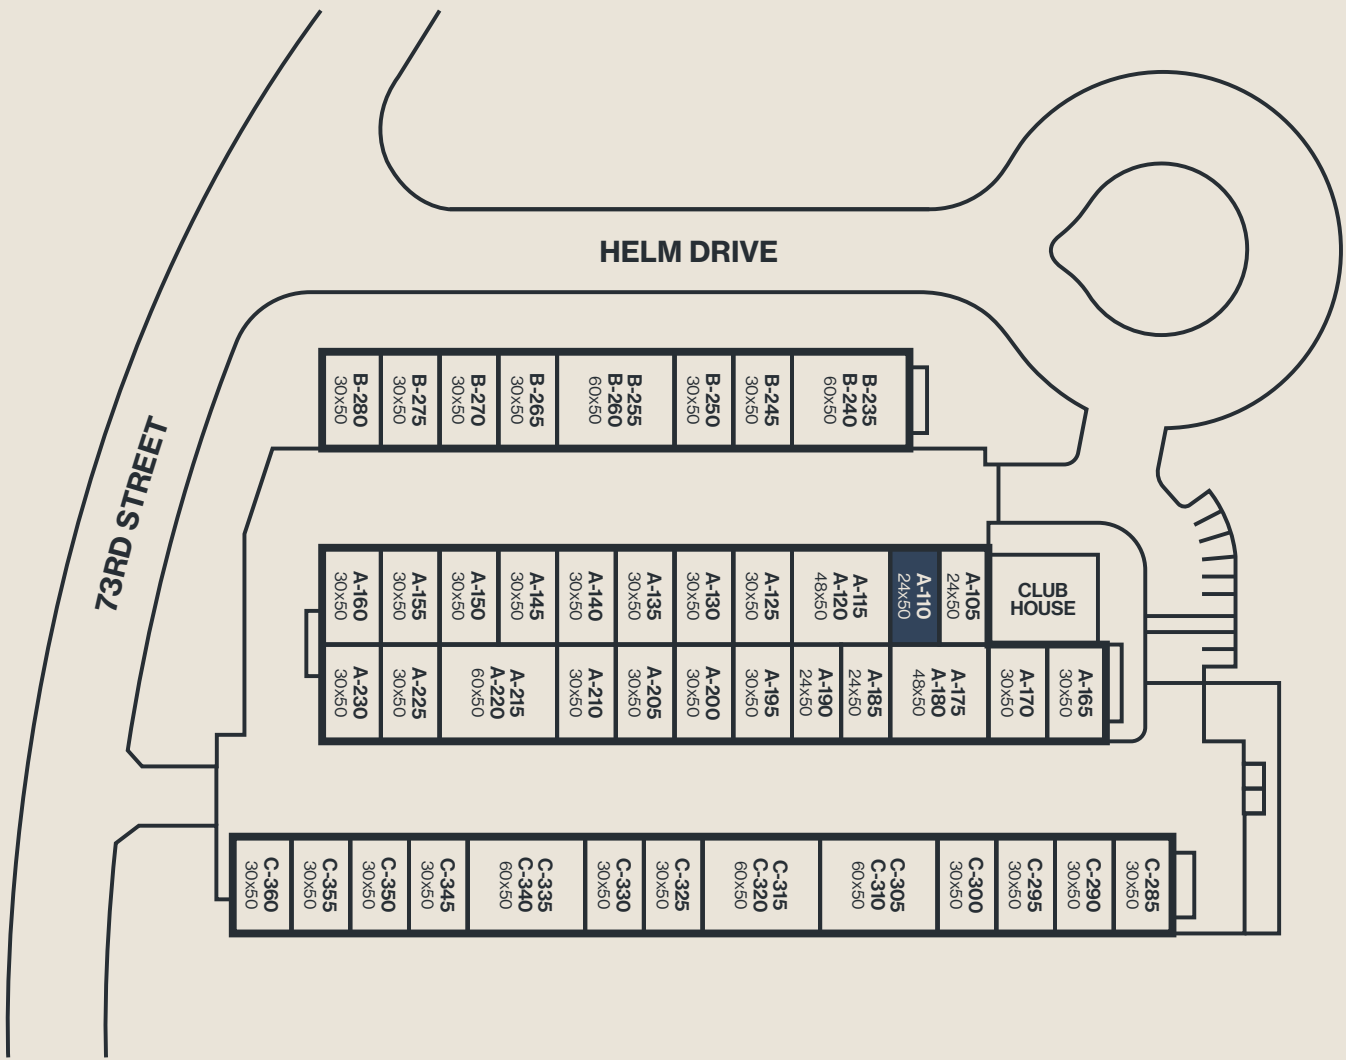 HELM DRIVE
73RD STREET
B-280
30x50
B-275
30x50
B-270
30x50
B-265
30x50
B-255
B-260
60x50
B-250
30x50
B-245
30x50
B-235
B-240
60x50
A-160
30x50
A-155
30x50
A-150
30x50
A-145
30x50
A-140
30x50
A-135
30x50
A-130
30x50
A-125
30x50
A-115
A-120
48x50
A-110
24x50
A-105
24x50
CLUB
HOUSE
A-230
30x50
A-225
30x50
A-215
A-220
60x50
A-210
30x50
A-205
30x50
A-200
30x50
A-195
30x50
A-190
24x50
A-185
24x50
A-175
A-180
48x50
A-170
30x50
A-165
30x50
C-360
30x50
C-355
30x50
C-350
30x50
C-345
30x50
C-335
C-340
60x50
C-330
30x50
C-325
30x50
C-315
C-320
60x50
C-305
C-310
60x50
C-300
30x50
C-295
30x50
C-290
30x50
C-285
30x50